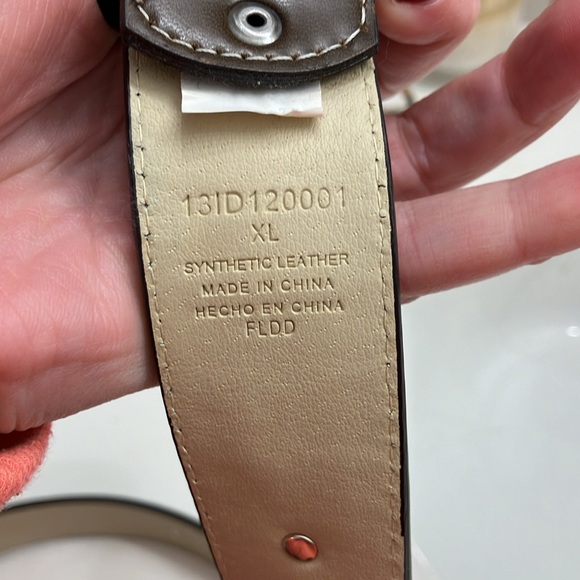 13ID120001
XL
SYNTHETIC LEATHER
MADE IN CHINA
HECHO EN CHINA
FLDD